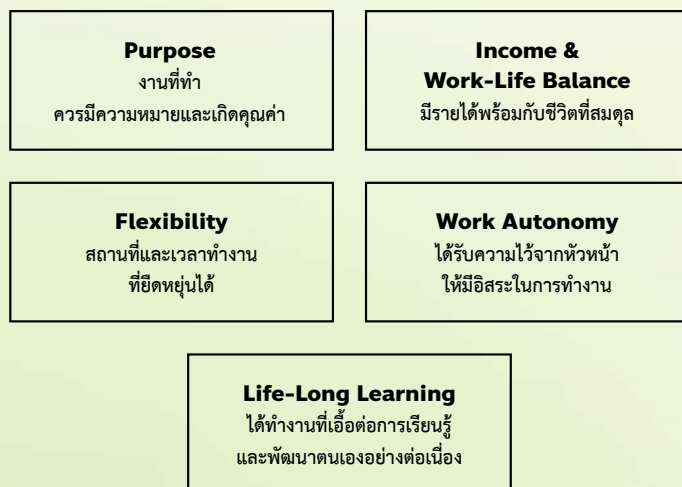 Purpose
งานที่ทำ
ควรมีความหมายและเกิดคุณค่า
Income &
Work-Life Balance
มีรายได้พร้อมกับชีวิตที่สมดุล
Flexibility
สถานที่และเวลาทำงาน
ที่ยืดหยุ่นได้
Work Autonomy
ได้รับความไว้จากหัวหน้า
ให้มีอิสระในการทำงาน
Life-Long Learning
ได้ทำงานที่เอื้อต่อการเรียนรู้
และพัฒนาตนเองอย่างต่อเนื่อง